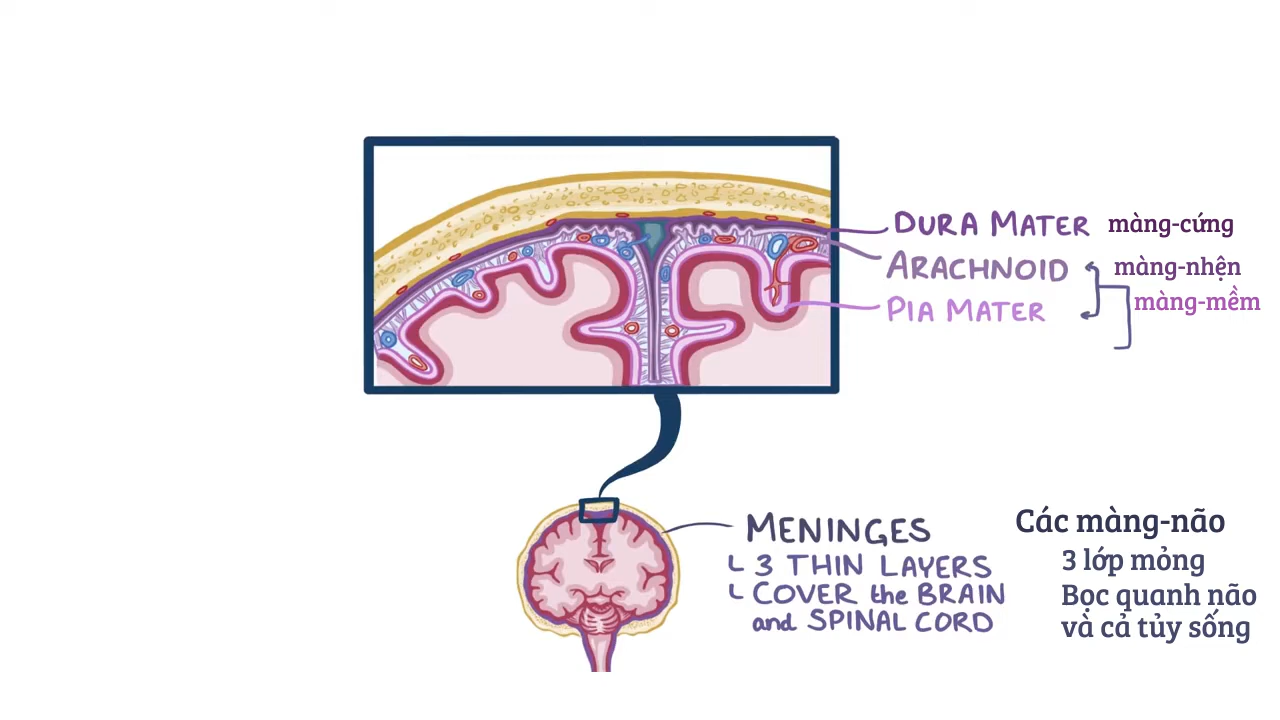 DURA MATER màng-cứng
ARACHNOID màng-nhện
PIA MATER màng-mềm
MENINGES Các màng-não
3 THIN LAYERS 3 lớp mỏng
COVER the BRAIN Bọc quanh não
and SPINAL CORD và cả tủy sống